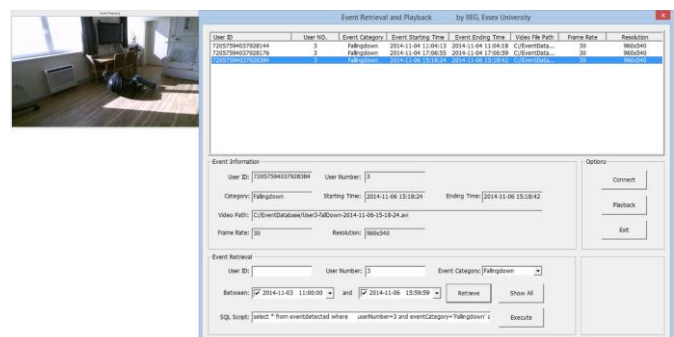 Event Playback
Event Retrieval and Playback by IIEG, Essex University
User ID User NO. Event Category Event Starting Time Event Ending Time Video File Path Frame Rate Resolution
72057594037928144 3 Fallingdown 2014-11-04 11:04:13 2014-11-04 11:04:18 C:/EventData... 30 960x540
72057594037928176 3 Fallingdown 2014-11-04 17:06:55 2014-11-04 17:06:59 C:/EventData... 30 960x540
72057594037928384 3 Fallingdown 2014-11-06 15:18:24 2014-11-06 15:18:42 C:/EventData... 30 960x540
Event Information
User ID: 72057594037928384 User Number: 3
Category: Fallingdown Starting Time: 2014-11-06 15:18:24 Ending Time: 2014-11-06 15:18:42
Video Path: C:/EventDatabase/User3-fallDown-2014-11-06-15-18-24.avi
Frame Rate: 30 Resolution: 960x540
Options
Connect
Playback
Exit
Event Retrieval
User ID: User Number: 3 Event Category: Fallingdown
Between: 2014-11-03 11:00:00 and 2014-11-06 15:59:59 Retrieve Show All
SQL Script: select * from eventdetected where userNumber=3 and eventCategory='Fallingdown' a Execute